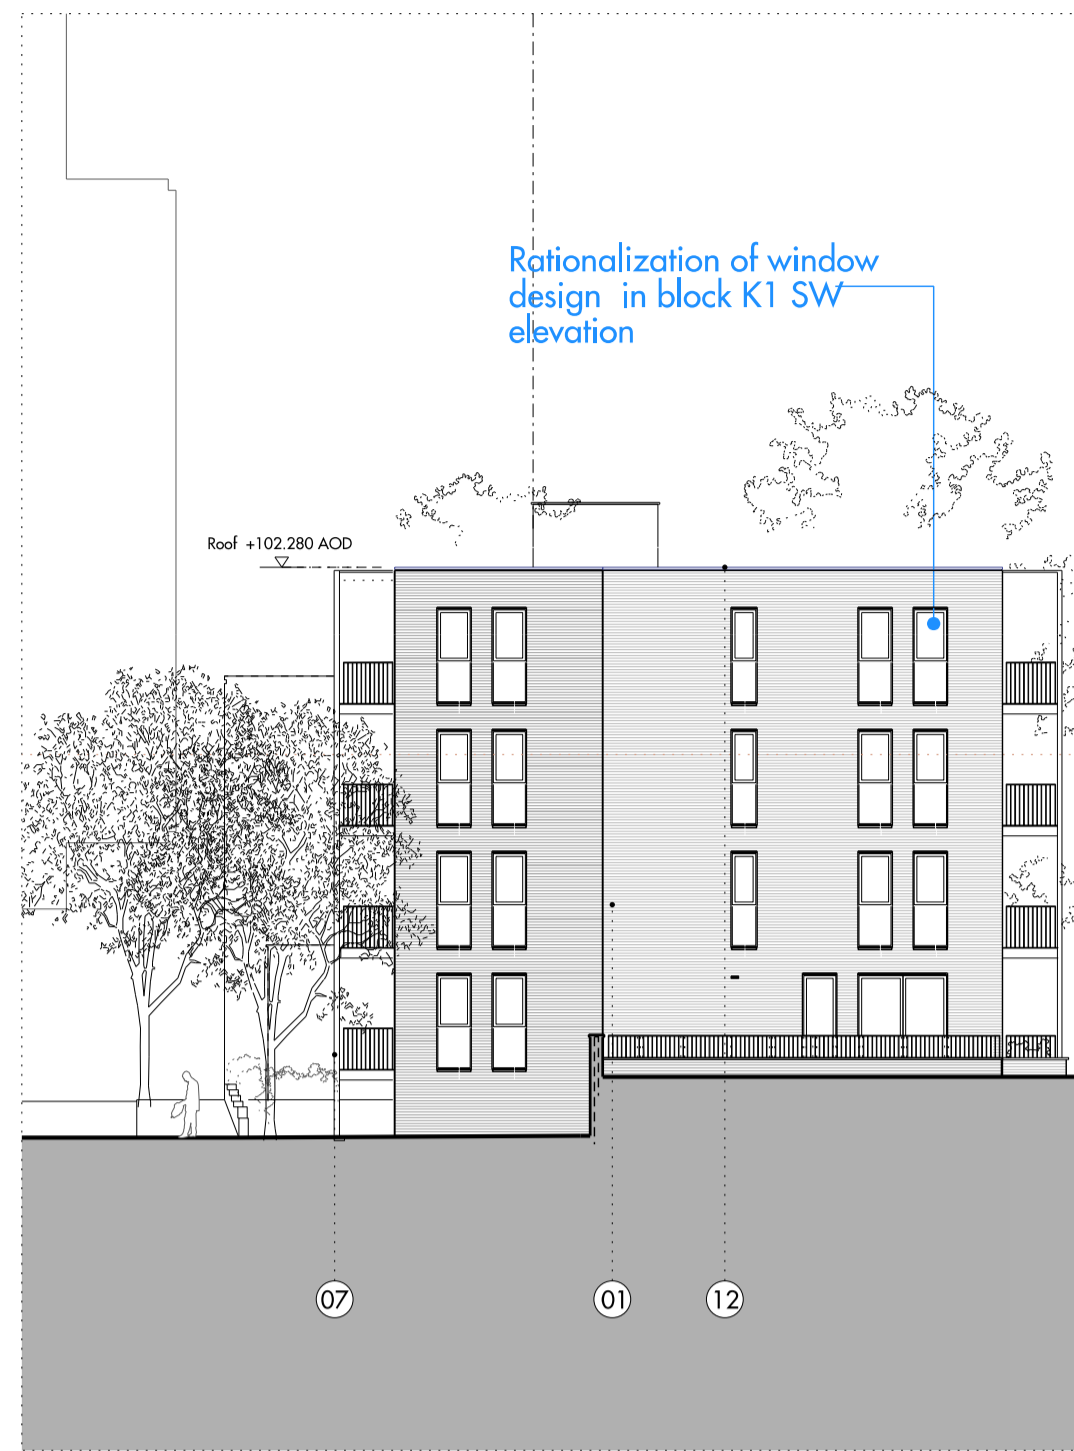 Rationalization of window
design in block K1 SW
elevation
Roof +102.280 AOD
07
01
12